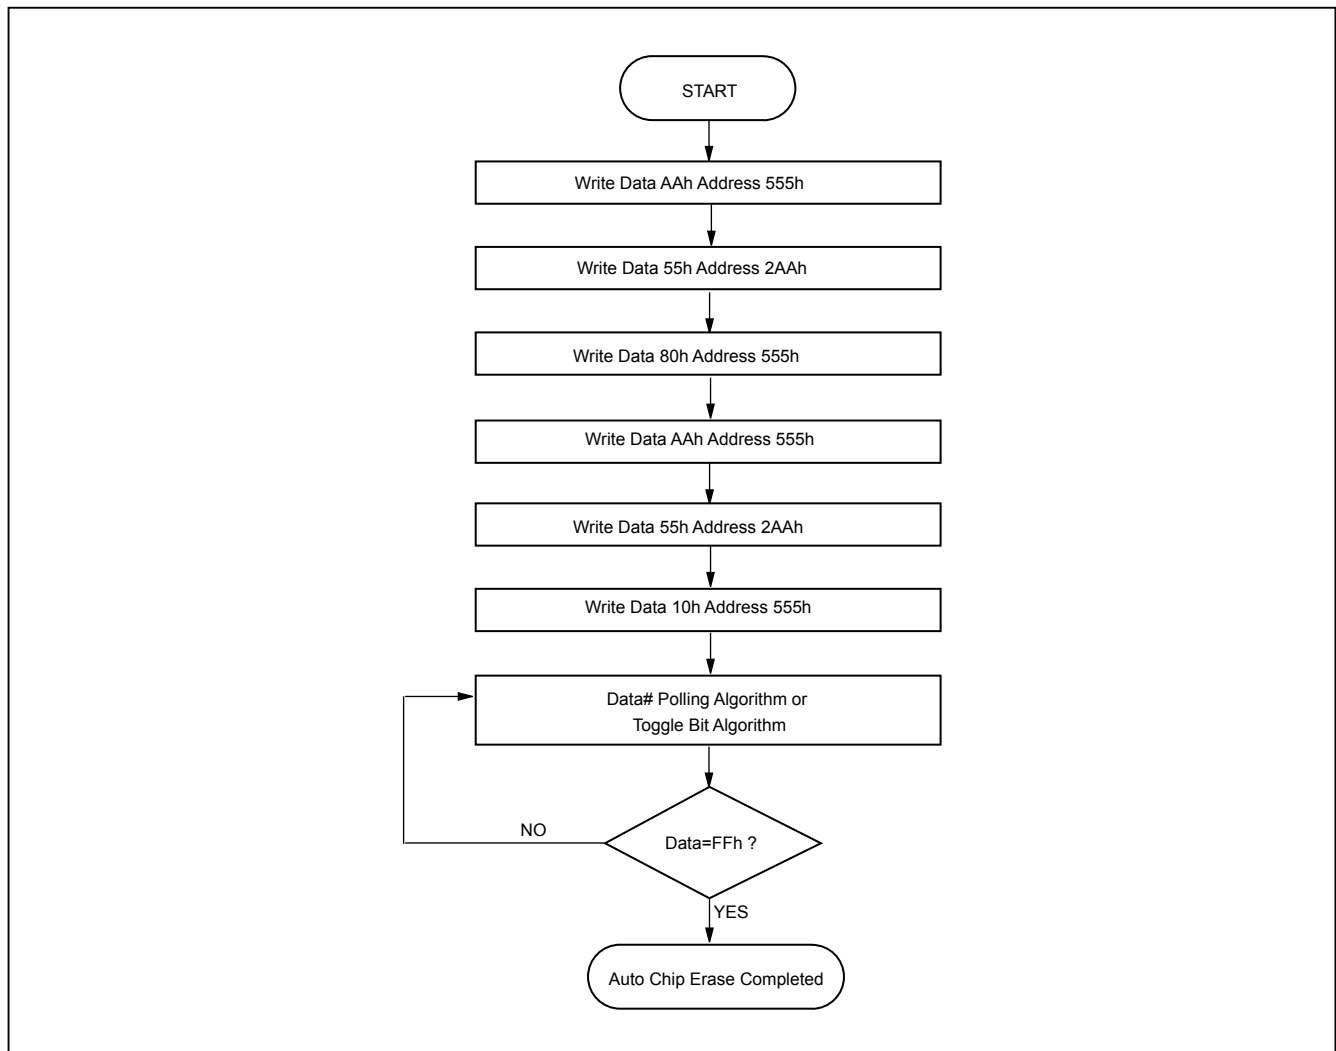 START
Write Data AAh Address 555h
Write Data 55h Address 2AAh
Write Data 80h Address 555h
Write Data AAh Address 555h
Write Data 55h Address 2AAh
Write Data 10h Address 555h
Data# Polling Algorithm or
Toggle Bit Algorithm
NO
Data=FFh ?
YES
Auto Chip Erase Completed